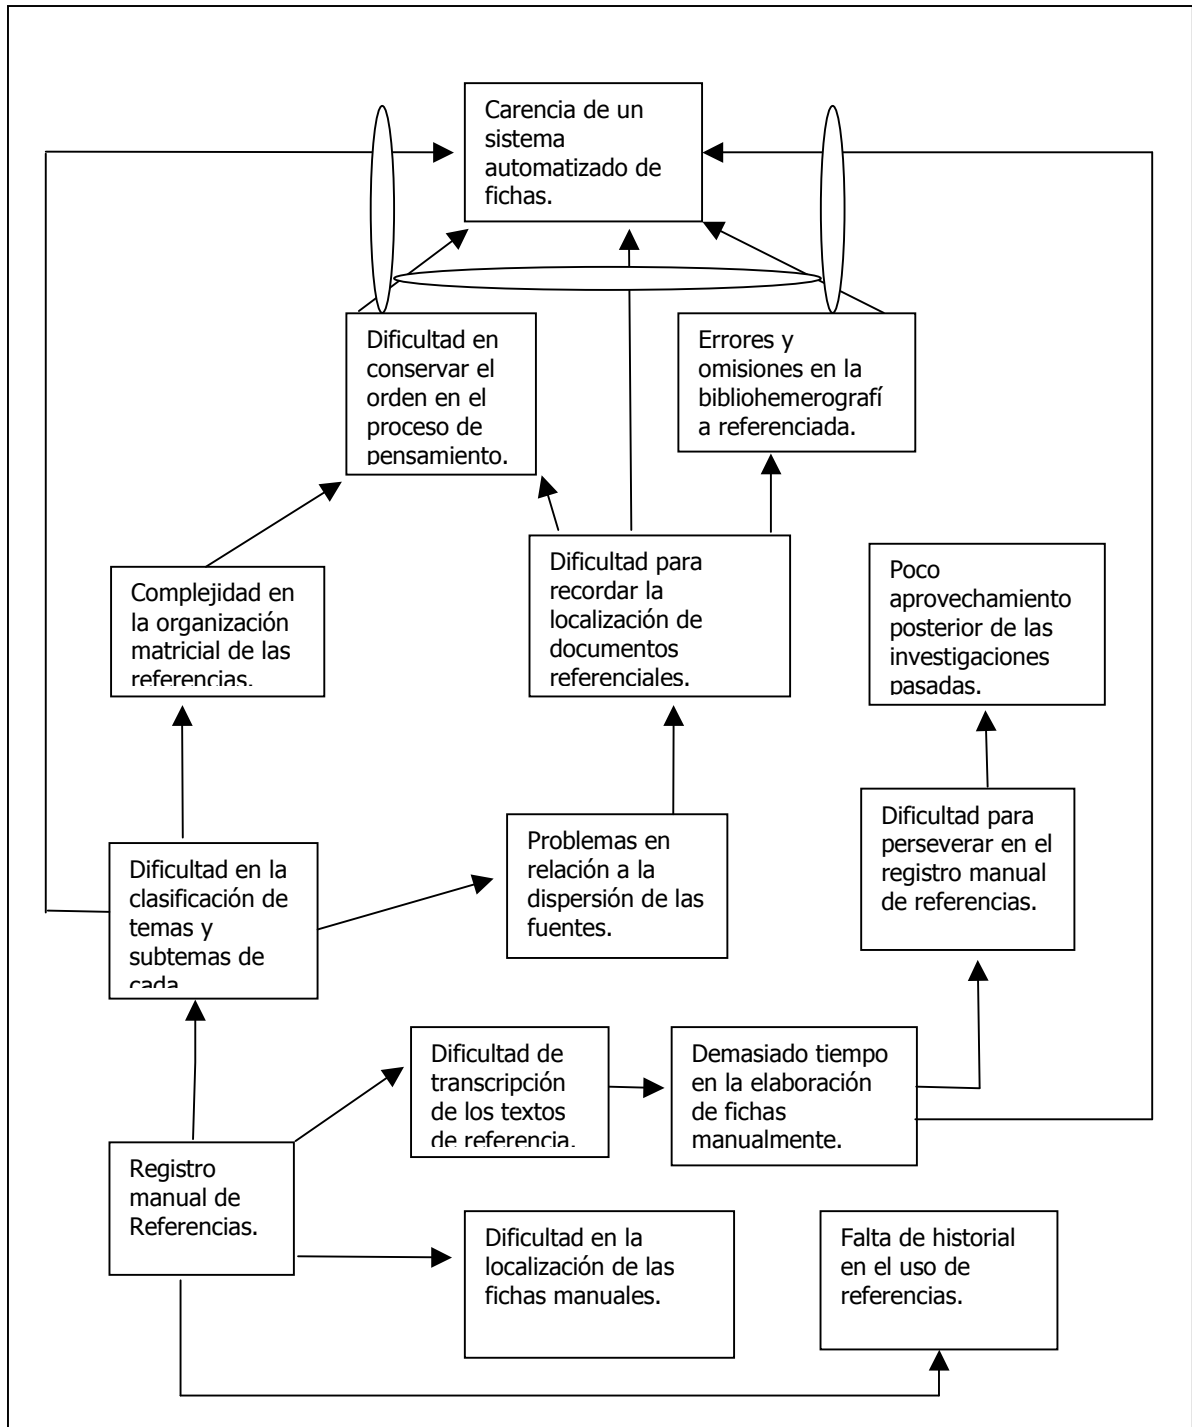 Carencia de un
sistema
automatizado de
fichas.
Dificultad en
conservar el
orden en el
proceso de
pensamiento.
Errores y
omisiones en la
bibliohemerografí
a referenciada.
Complejidad en
la organización
matricial de las
referencias.
Dificultad para
recordar la
localización de
documentos
referenciales.
Poco
aprovechamiento
posterior de las
investigaciones
pasadas.
Dificultad en la
clasificación de
temas y
subtemas de
cada
Problemas en
relación a la
dispersión de las
fuentes.
Dificultad para
perseverar en el
registro manual
de referencias.
Dificultad de
transcripción
de los textos
de referencia.
Demasiado tiempo
en la elaboración
de fichas
manualmente.
Registro
manual de
Referencias.
Dificultad en la
localización de las
fichas manuales.
Falta de historial
en el uso de
referencias.